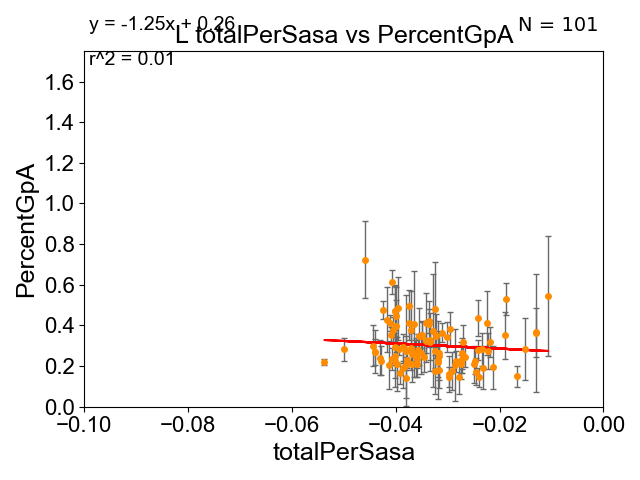 y = -1.25x + 0.26
N = 101
L totalPerSasa vs PercentGpA
r^2 = 0.01
1.6
1.4
1.2
1.0
0.8
0.6
0.4
0.2
0.0
PercentGpA
−0.10
−0.08
−0.06
−0.04
−0.02
0.00
totalPerSasa